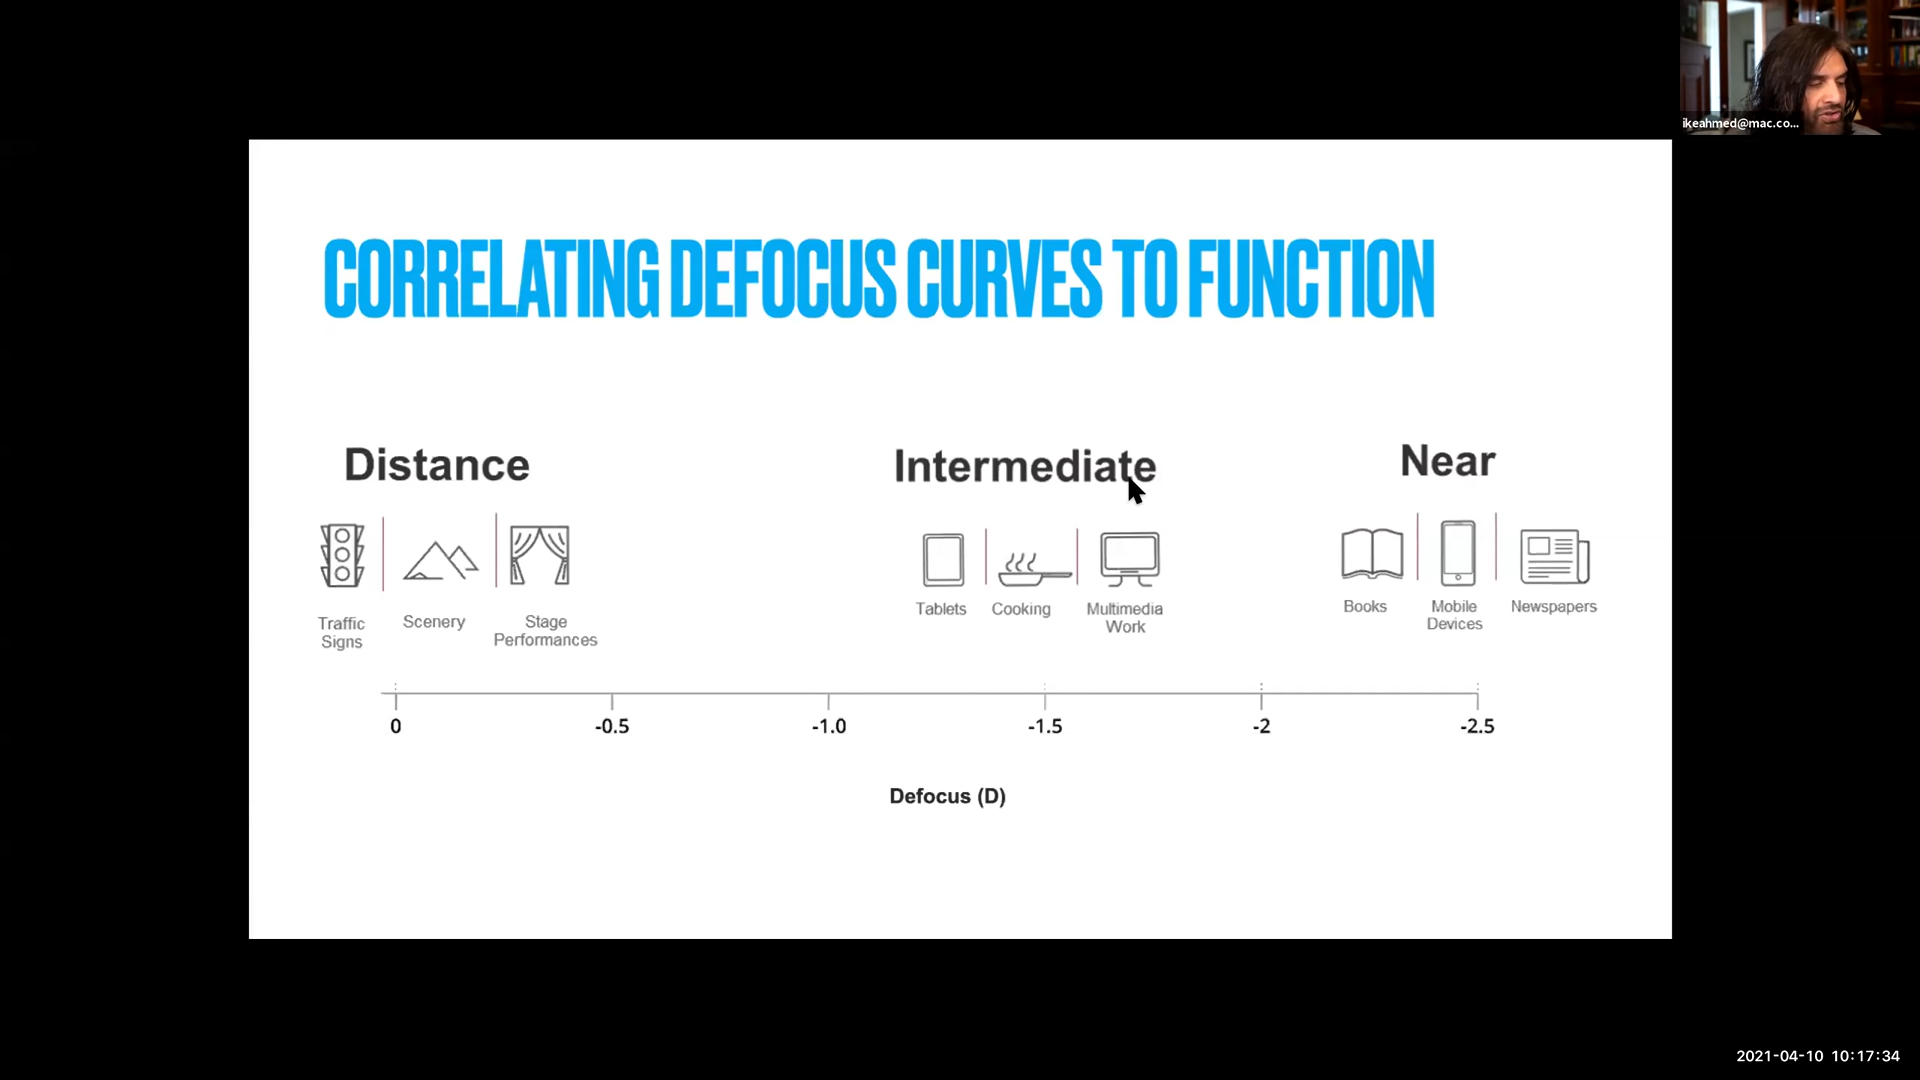 ikeahmed@mac.co...
CORRELATING DEFOCUS CURVES TO FUNCTION
Distance
Intermediate
Near
Traffic
Signs
Scenery
Stage
Performances
Tablets
Cooking
Multimedia
Work
Books
Mobile
Devices
Newspapers
0 -0.5 -1.0 -1.5 -2 -2.5
Defocus (D)
2021-04-10 10:17:34